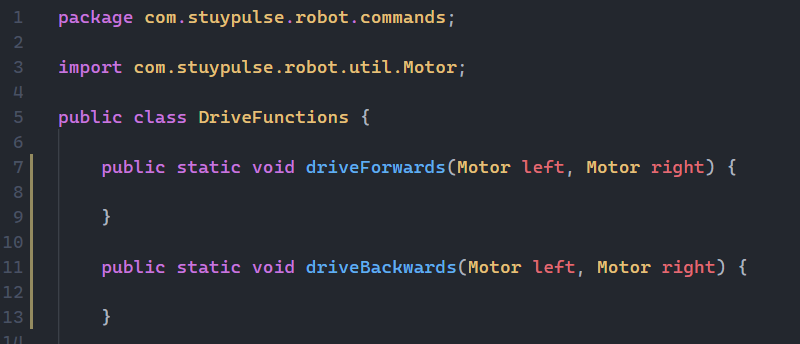 1 package com.stuypulse.robot.commands;
2
3 import com.stuypulse.robot.util.Motor;
4
5 public class DriveFunctions {
6
7 public static void driveForwards(Motor left, Motor right) {
8
9 }
10
11 public static void driveBackwards(Motor left, Motor right) {
12
13 }
14